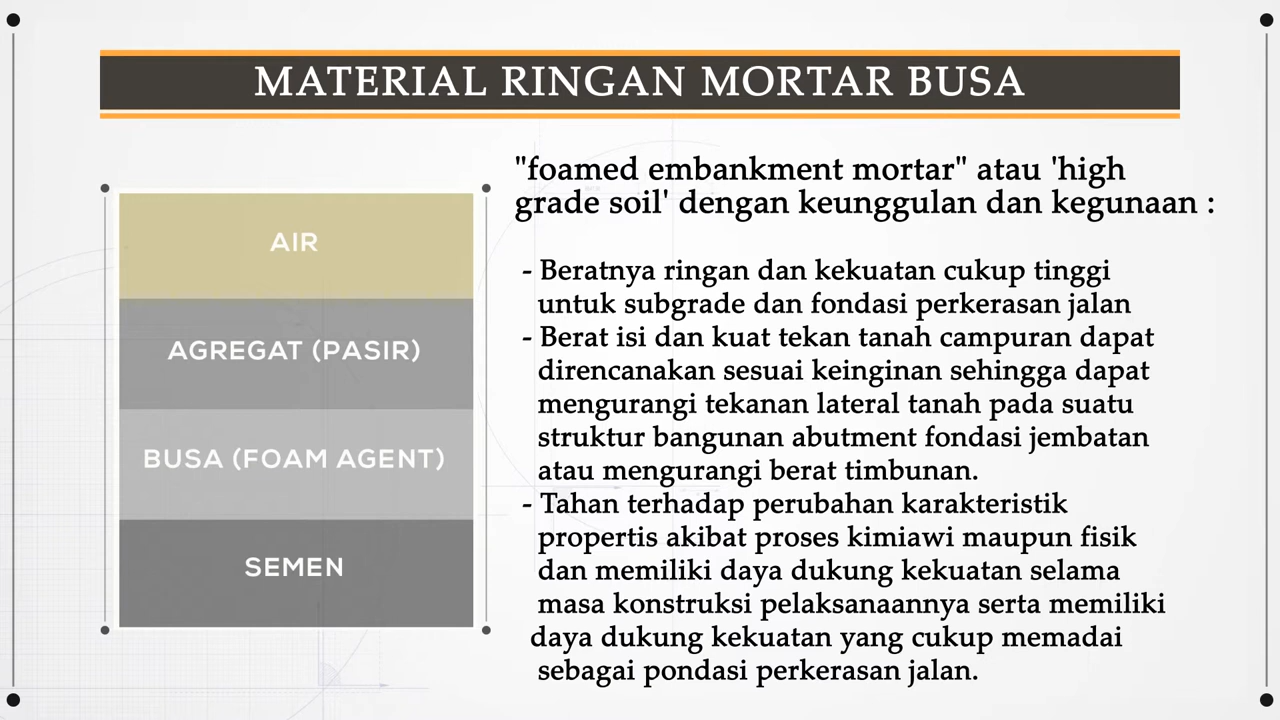 MATERIAL RINGAN MORTAR BUSA
AIR
AGREGAT (PASIR)
BUSA (FOAM AGENT)
SEMEN
"foamed embankment mortar" atau 'high
grade soil' dengan keunggulan dan kegunaan :
- Beratnya ringan dan kekuatan cukup tinggi
untuk subgrade dan fondasi perkerasan jalan
- Berat isi dan kuat tekan tanah campuran dapat
direncanakan sesuai keinginan sehingga dapat
mengurangi tekanan lateral tanah pada suatu
struktur bangunan abutment fondasi jembatan
atau mengurangi berat timbunan.
- Tahan terhadap perubahan karakteristik
propertis akibat proses kimiawi maupun fisik
dan memiliki daya dukung kekuatan selama
masa konstruksi pelaksanaannya serta memiliki
daya dukung kekuatan yang cukup memadai
sebagai pondasi perkerasan jalan.